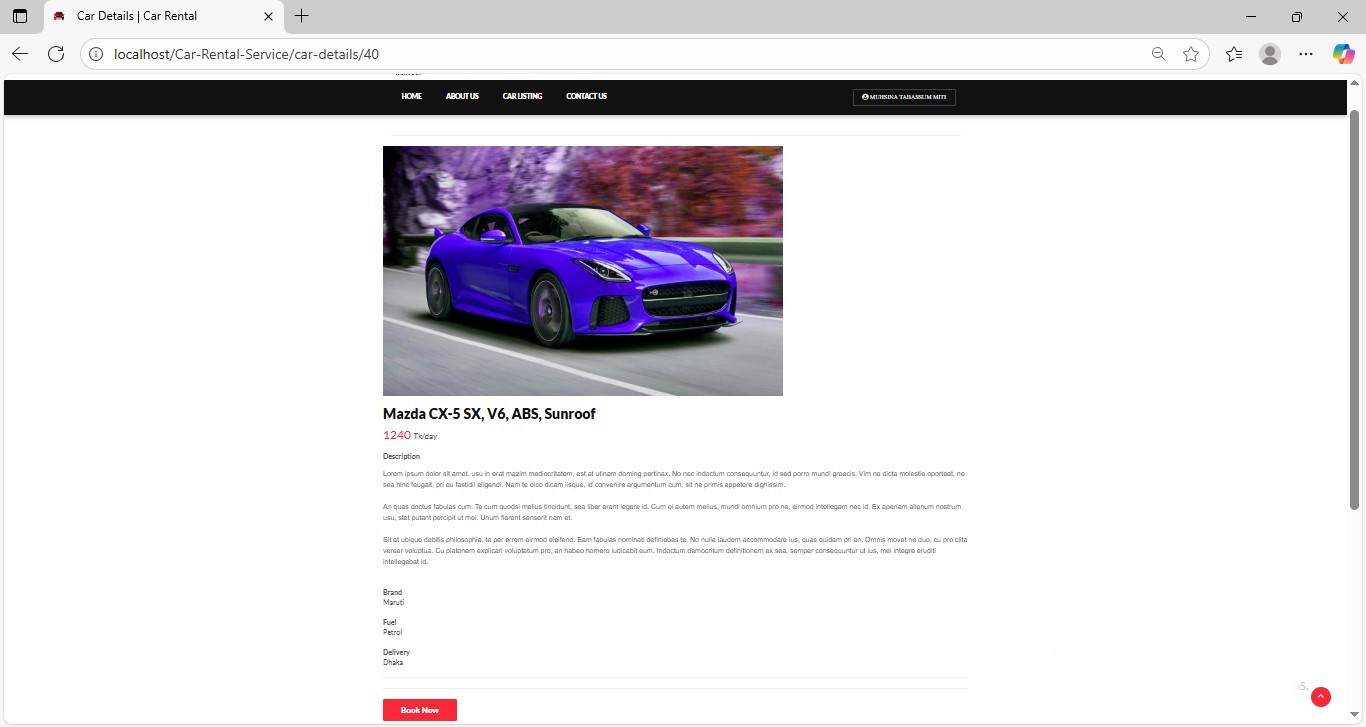 Car Details | Car Rental
localhost/Car-Rental-Service/car-details/40
HOME ABOUT US CAR LISTING CONTACT US MUHSINA TABASSUM MITI
Mazda CX-5 SX, V6, ABS, Sunroof
1240 Tk/day
Description
Lorem ipsum dolor sit amet, usu in erat mazim mediocritatem, est at utinam doming pertinax. No nec indoctum consequuntur, id sed porro mundi graecis. Vim ne dicta molestie oporteat, ne
sea hinc feugait, pri eu fastidii eligendi. Nam te dico dicam iisque, id convenire argumentum cum, sit ne primis appetere dignissim.
An quas doctus fabulas cum. Te cum quodsi melius tincidunt, sea liber erant legere id. Cum ei autem melius, mundi omnium pro ne, eirmod intellegam nec id. Ex aperiam alienum nostrum
usu, stet putant percipit ut mei. Unum fierent senserit nam et.
Sit at ubique debitis philosophia, te per errem eirmod eleifend. Eam fabulas nominati definiebas te. No nulla laudem accommodare ius, quas quidam pri an. Omnis movet ne duo, cu pro clita
verear voluptua. Cu platonem explicari voluptatum pro, an habeo homero iudicabit eum. Indoctum democritum definitionem ex sea, semper consequuntur ut ius, mei integre eruditi
intellegebat id.
Brand
Maruti
Fuel
Petrol
Delivery
Dhaka
Book Now